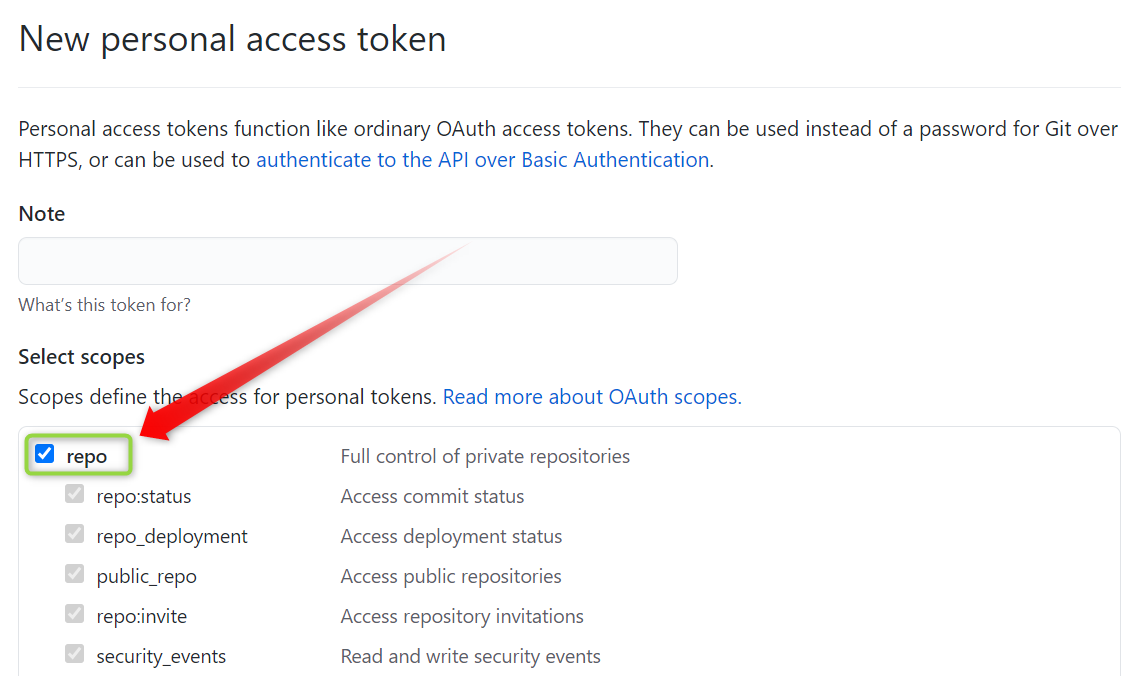 New personal access token
Personal access tokens function like ordinary OAuth access tokens. They can be used instead of a password for Git over
HTTPS, or can be used to authenticate to the API over Basic Authentication.
Note
What's this token for?
Select scopes
Scopes define the access for personal tokens. Read more about OAuth scopes.
repo Full control of private repositories
repo:status Access commit status
repo_deployment Access deployment status
public_repo Access public repositories
repo:invite Access repository invitations
security_events Read and write security events